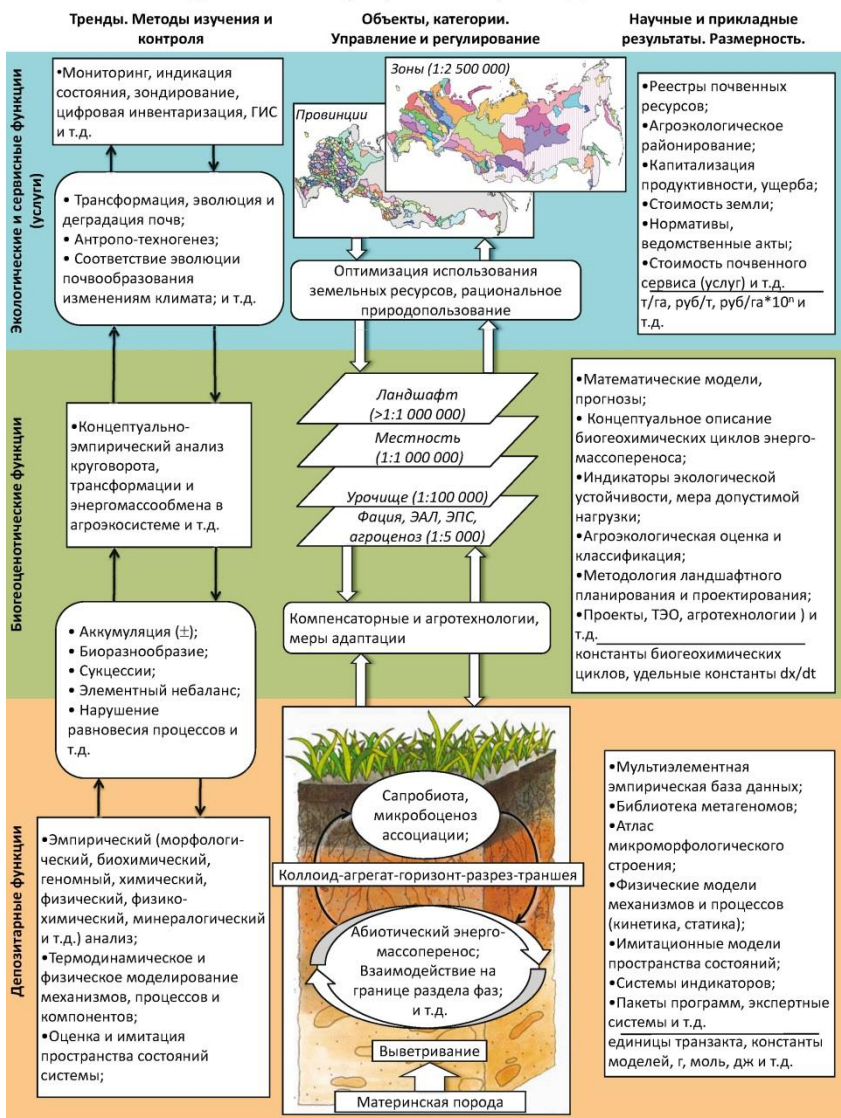 Тренды. Методы изучения и
контроля
Объекты, категории.
Управление и регулирование
Научные и прикладные
результаты. Размерность.
Экологические и сервисные функции
(услуги)
•Мониторинг, индикация
состояния, зондирование,
цифровая инвентаризация, ГИС
и т.д.
• Трансформация, эволюция и
деградация почв;
• Антропо-техногенез;
• Соответствие эволюции
почвообразования
изменениям климата; и т.д.
Зоны (1:2 500 000)
Провинции
Оптимизация использования
земельных ресурсов, рациональное
природопользование
•Реестры почвенных
ресурсов;
•Агроэкологическое
районирование;
•Капитализация
продуктивности, ущерба;
•Стоимость земли;
•Нормативы,
ведомственные акты;
•Стоимость почвенного
сервиса (услуг) и т.д.
т/га, руб/т, руб/га*10ⁿ и
т.д.
Биогеоценотические функции
•Концептуально-
эмпирический анализ
круговорота,
трансформации и
энергомассообмена в
агроэкосистеме и т.д.
• Аккумуляция (±);
• Биоразнообразие;
• Сукцессии;
• Элементный небаланс;
• Нарушение
равновесия процессов и
т.д.
Ландшафт
(>1:1 000 000)
Местность
(1:1 000 000)
Урочище (1:100 000)
Фация, ЭАЛ, ЭПС,
агроценоз (1:5 000)
Компенсаторные и агротехнологии,
меры адаптации
•Математические модели,
прогнозы;
• Концептуальное описание
биогеохимических циклов энерго-
массопереноса;
•Индикаторы экологической
устойчивости, мера допустимой
нагрузки;
•Агроэкологическая оценка и
классификация;
•Методология ландшафтного
планирования и проектирования;
•Проекты, ТЭО, агротехнологии ) и
т.д.
константы биогеохимических
циклов, удельные константы dx/dt
Депозитарные функции
•Эмпирический (морфологи-
ческий, биохимический,
геномный, химический,
физический, физико-
химический, минералогический
и т.д.) анализ;
•Термодинамическое и
физическое моделирование
механизмов, процессов и
компонентов;
•Оценка и имитация
пространства состояний
системы;
Сапробиота,
микробоценоз
ассоциации;
Коллоид-агрегат-горизонт-разрез-траншея
Абиотический энерго-
массоперенос;
Взаимодействие на
границе раздела фаз;
и т.д.
Выветривание
Материнская порода
•Мультиэлементная
эмпирическая база данных;
•Библиотека метагеномов;
•Атлас
микроморфологического
строения;
•Физические модели
механизмов и процессов
(кинетика, статика);
•Имитационные модели
пространства состояний;
•Системы индикаторов;
•Пакеты программ, экспертные
системы и т.д.
единицы транзакта, константы
моделей, г, моль, дж и т.д.